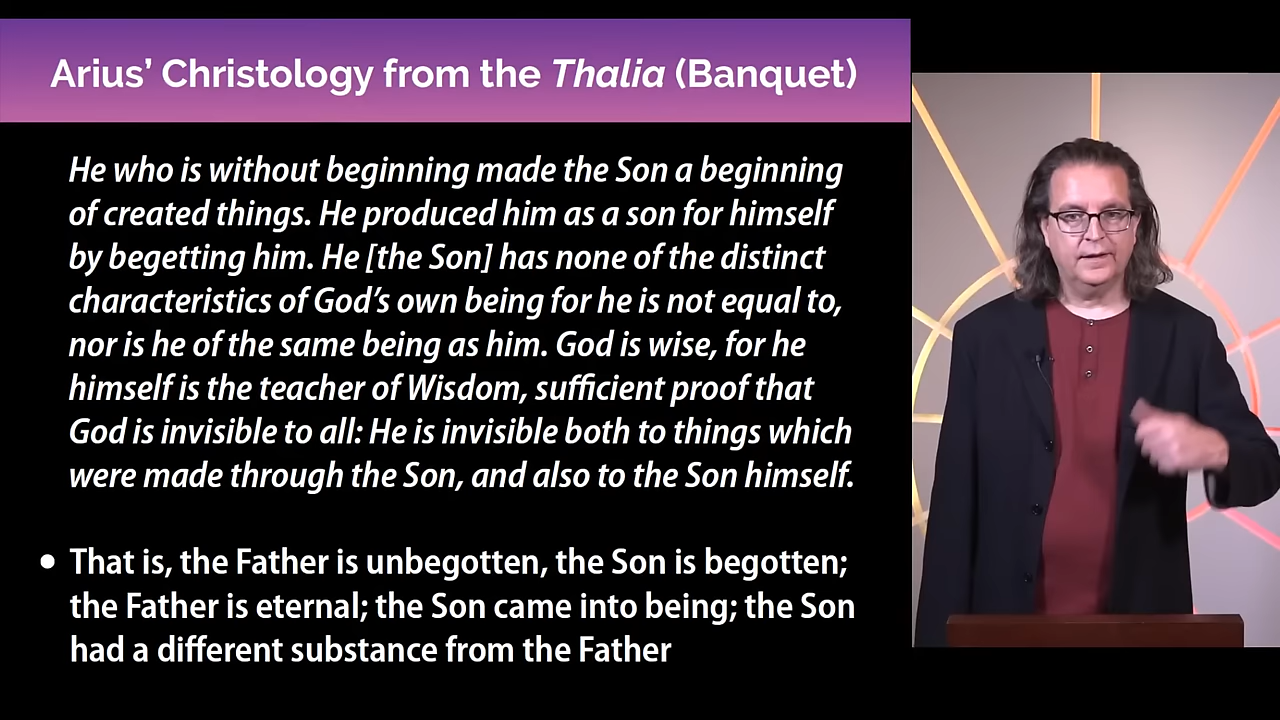 Arius’ Christology from the Thalia (Banquet)
He who is without beginning made the Son a beginning
of created things. He produced him as a son for himself
by begetting him. He [the Son] has none of the distinct
characteristics of God’s own being for he is not equal to,
nor is he of the same being as him. God is wise, for he
himself is the teacher of Wisdom, sufficient proof that
God is invisible to all: He is invisible both to things which
were made through the Son, and also to the Son himself.
• That is, the Father is unbegotten, the Son is begotten;
the Father is eternal; the Son came into being; the Son
had a different substance from the Father